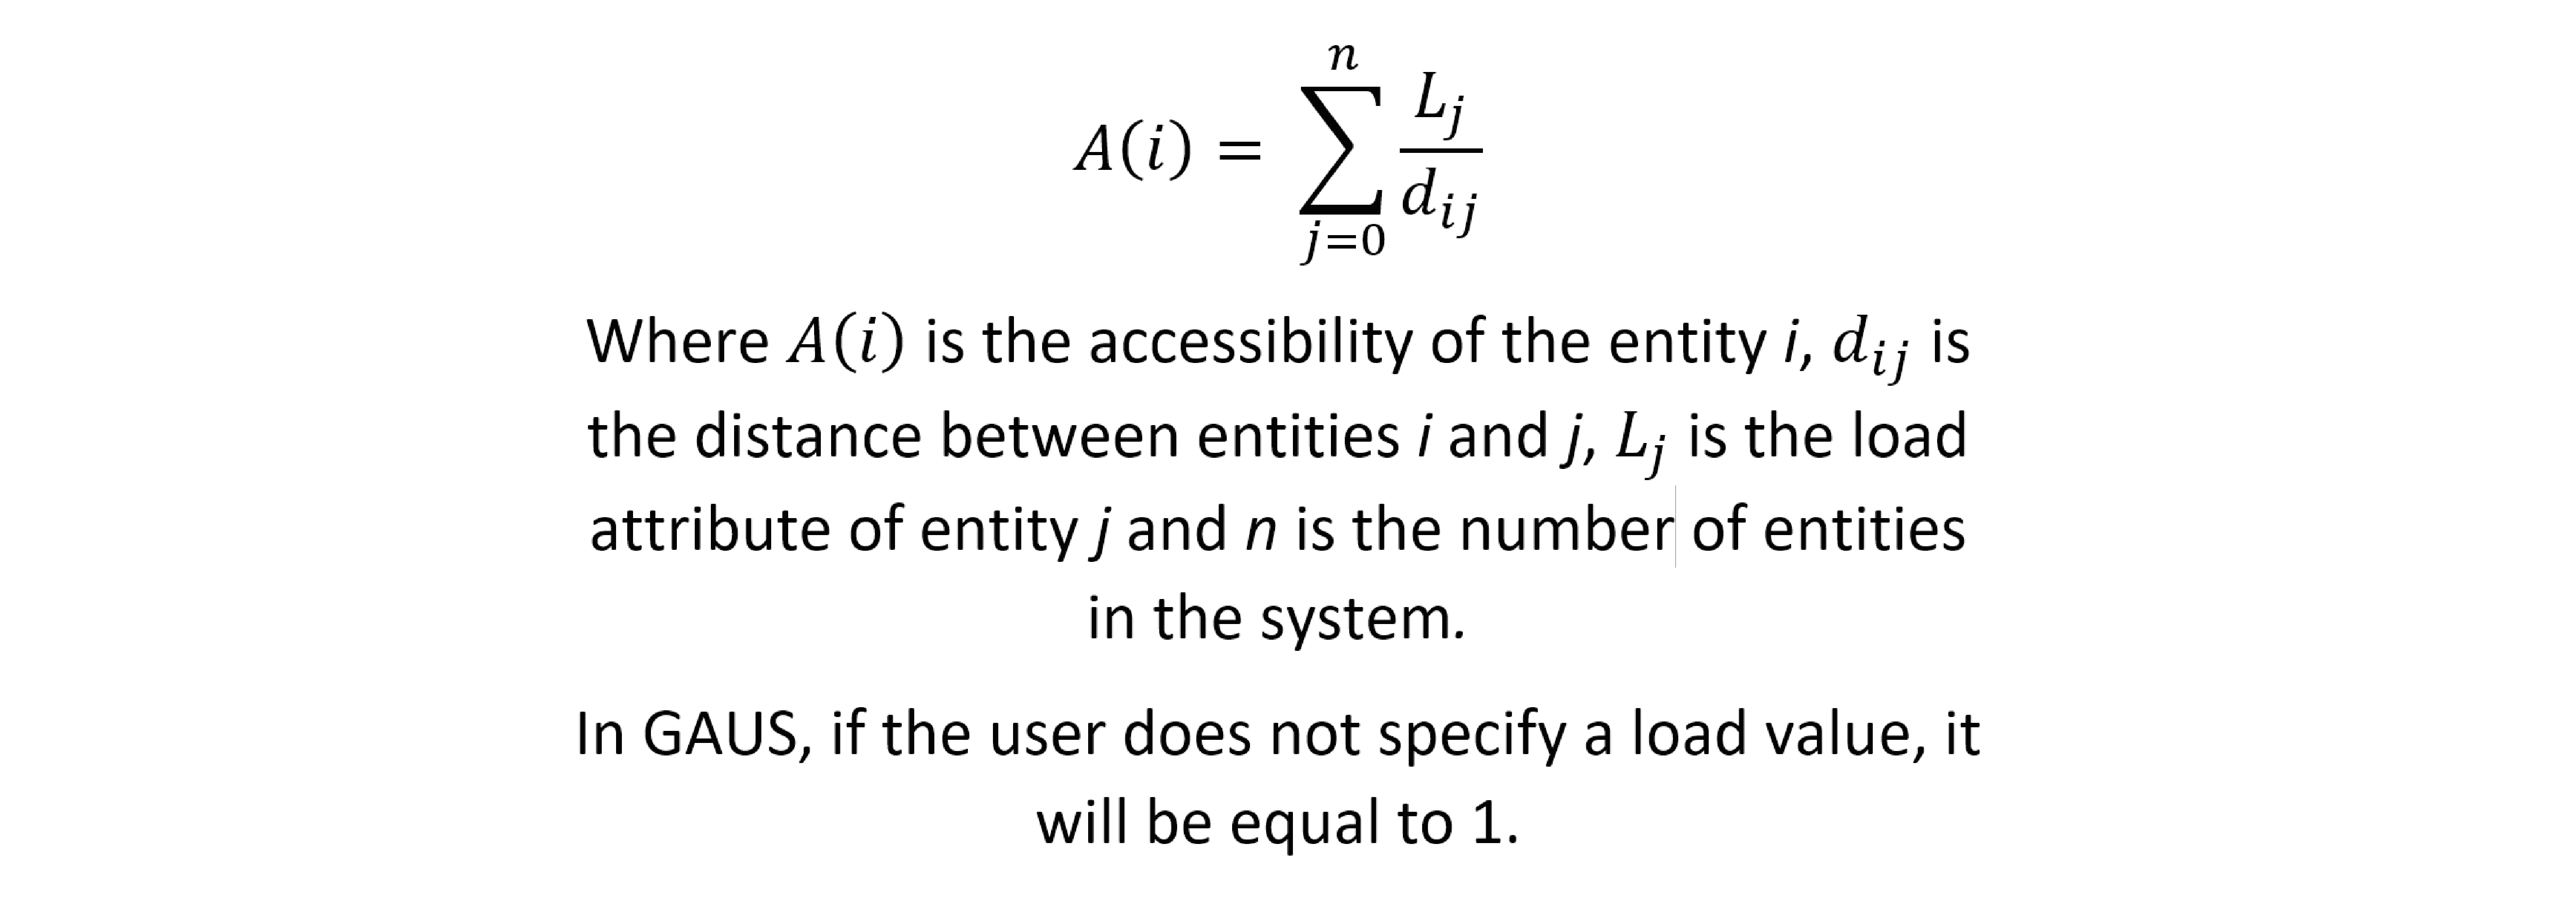 A(i) = \sum_{j=0}^{n} \frac{L_j}{d_{ij}}
Where A(i) is the accessibility of the entity i, d_{ij} is
the distance between entities i and j, L_j is the load
attribute of entity j and n is the number of entities
in the system.
In GAUS, if the user does not specify a load value, it
will be equal to 1.